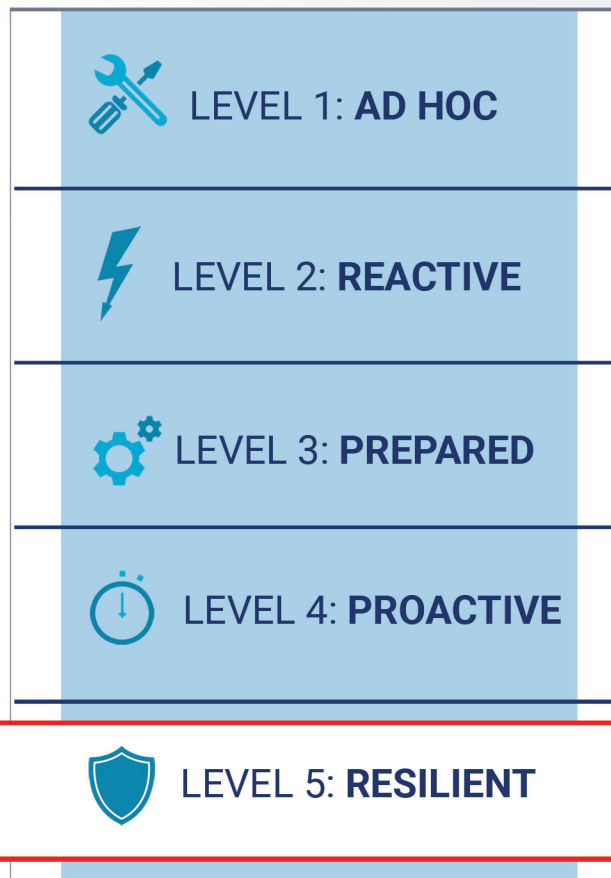 LEVEL 1: AD HOC
LEVEL 2: REACTIVE
LEVEL 3: PREPARED
LEVEL 4: PROACTIVE
LEVEL 5: RESILIENT